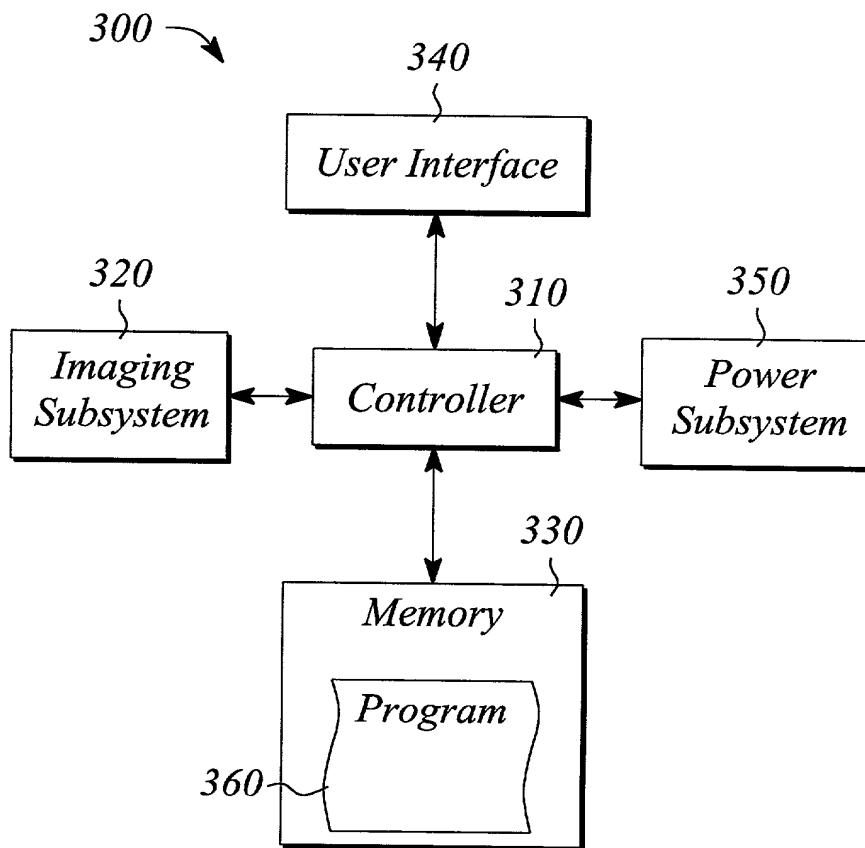 300
340
User Interface
320
310
350
Imaging
Subsystem
Controller
Power
Subsystem
330
Memory
Program
360